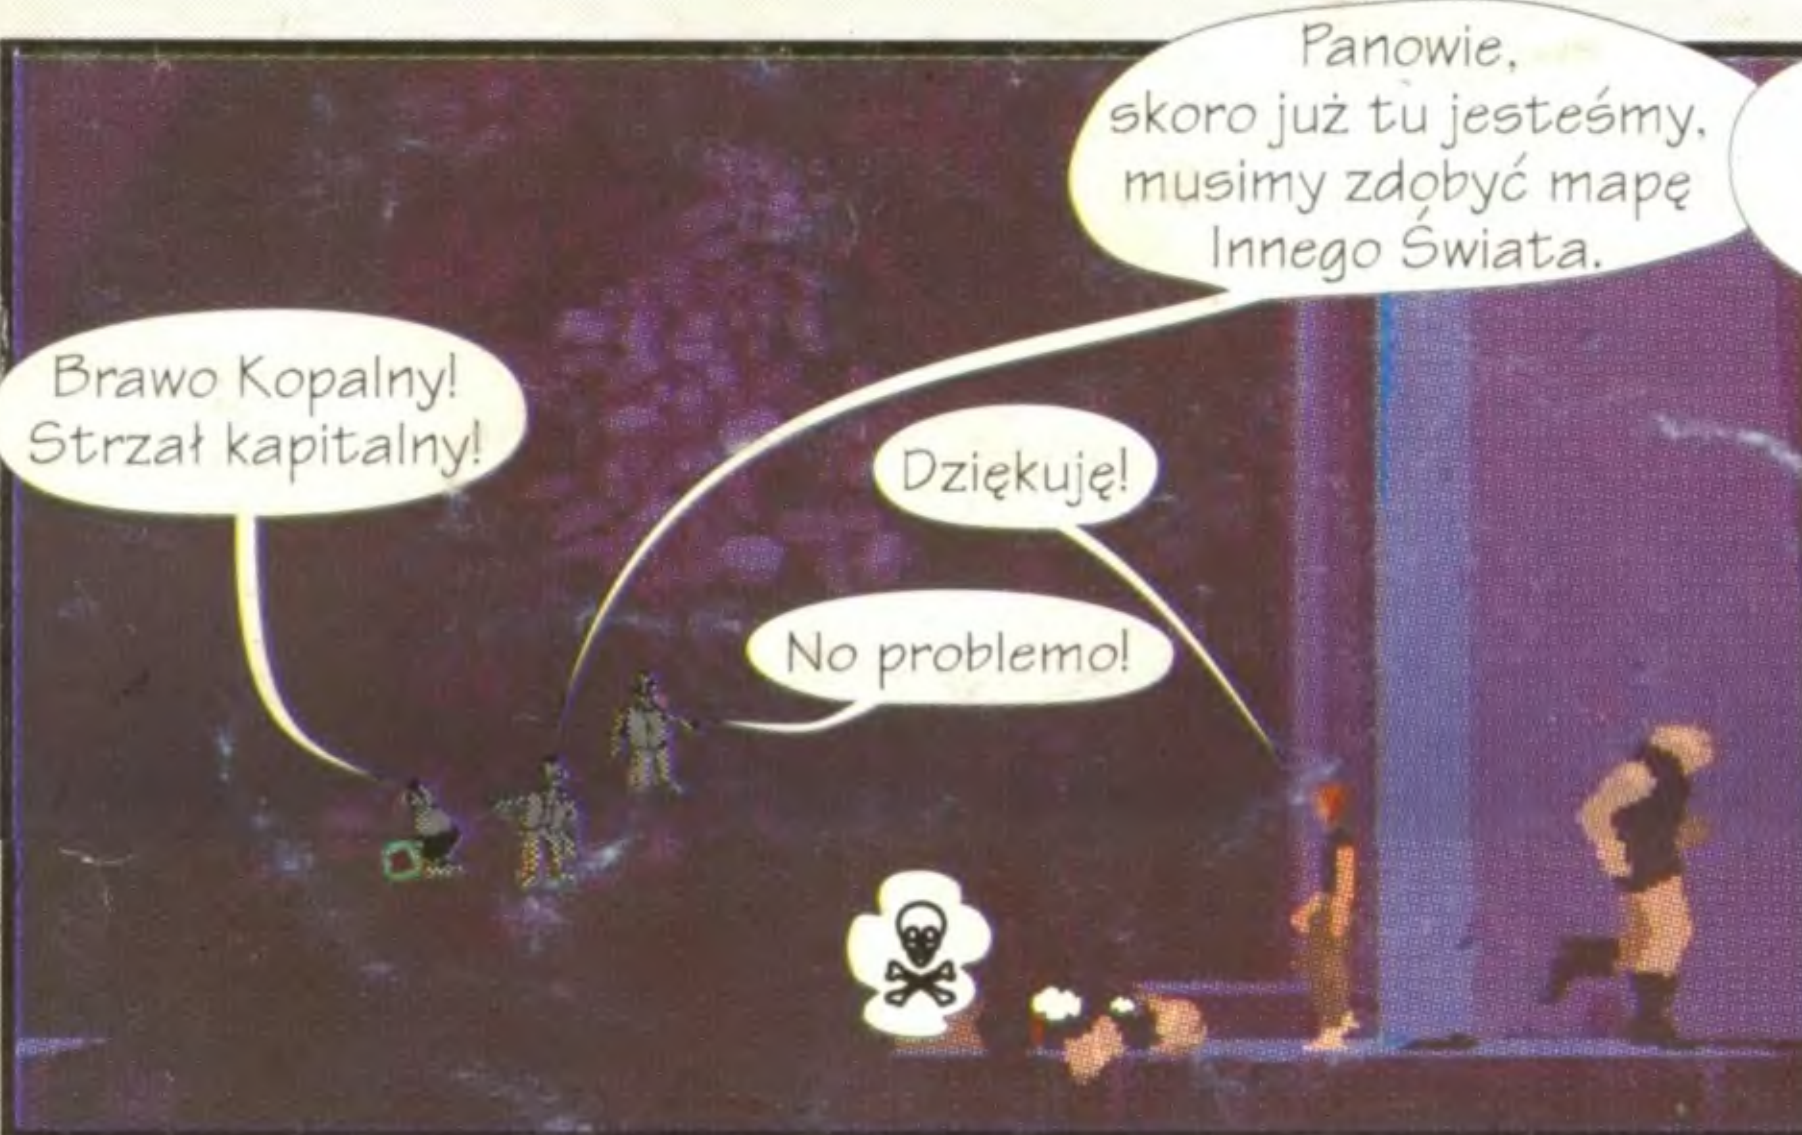 Panowie,
skoro już tu jesteśmy,
musimy zdobyć mapę
Innego Świata.
Brawo Kopalny!
Strzał kapitalny!
Dziękuję!
No problemo!